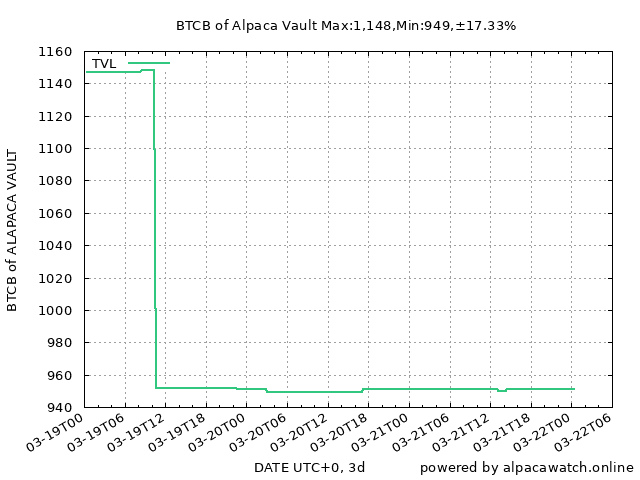 BTCB of Alpaca Vault Max:1,148,Min:949,±17.33%
BTCB of ALAPACA VAULT
TVL
1160
1140
1120
1100
1080
1060
1040
1020
1000
980
960
940
03-19T00
03-19T06
03-19T12
03-19T18
03-20T00
03-20T06
03-20T12
03-20T18
03-21T00
03-21T06
03-21T12
03-21T18
03-22T00
03-22T06
DATE UTC+0, 3d
powered by alpacawatch.online